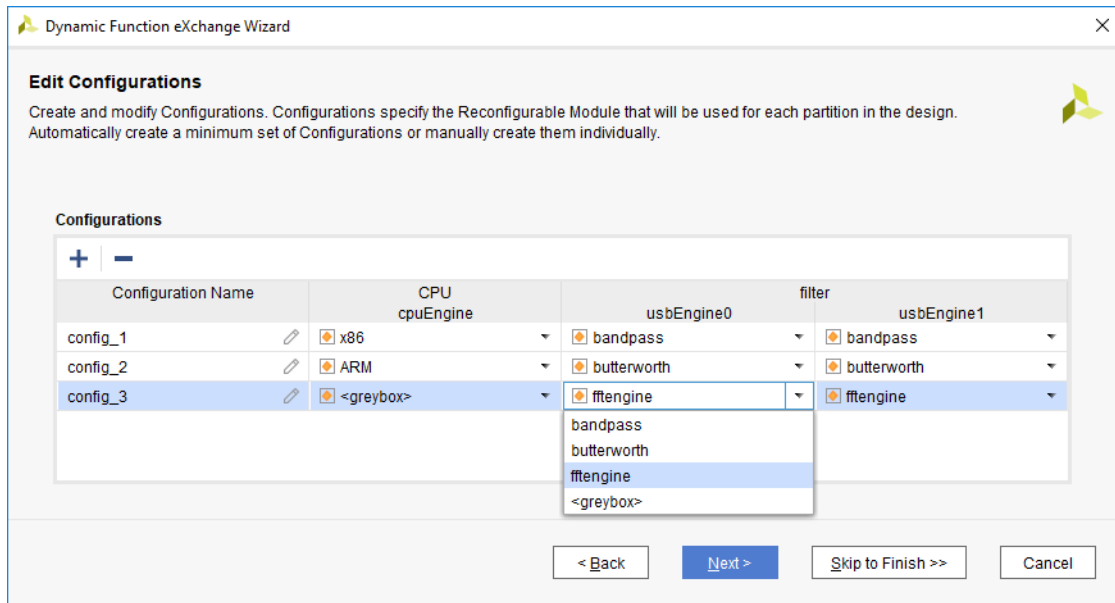 Dynamic Function eXchange Wizard
Edit Configurations
Create and modify Configurations. Configurations specify the Reconfigurable Module that will be used for each partition in the design.
Automatically create a minimum set of Configurations or manually create them individually.
Configurations
Configuration Name CPU filter
cpuEngine usbEngine0 usbEngine1
config_1 x86 bandpass bandpass
config_2 ARM butterworth butterworth
config_3 <greybox> fftengine fftengine
bandpass
butterworth
fftengine
<greybox>
< Back Next > Skip to Finish >> Cancel